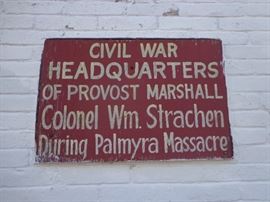 CIVIL WAR
HEADQUARTERS
OF PROVOST MARSHALL
Colonel Wm. Strachen
During Palmyra Massacre